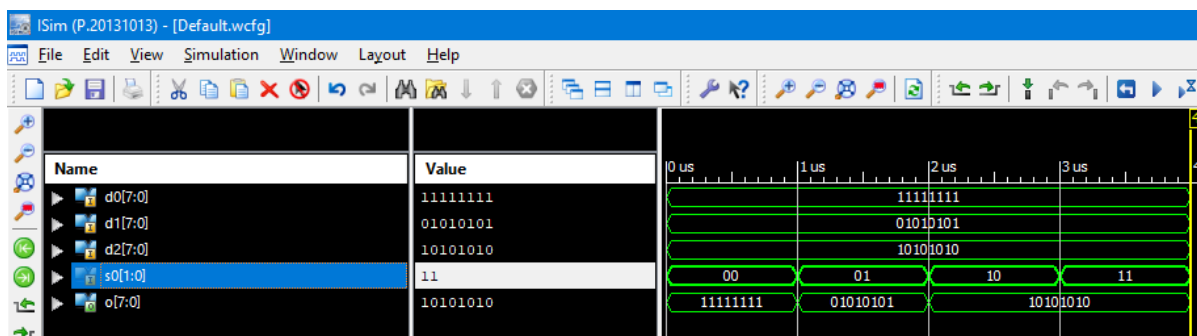 ISim (P.20131013) - [Default.wcfg]
File Edit View Simulation Window Layout Help
Name Value 0 us 1 us 2 us 3 us
d0[7:0] 11111111 11111111
d1[7:0] 01010101 01010101
d2[7:0] 10101010 10101010
s0[1:0] 11 00 01 10 11
o[7:0] 10101010 11111111 01010101 10101010